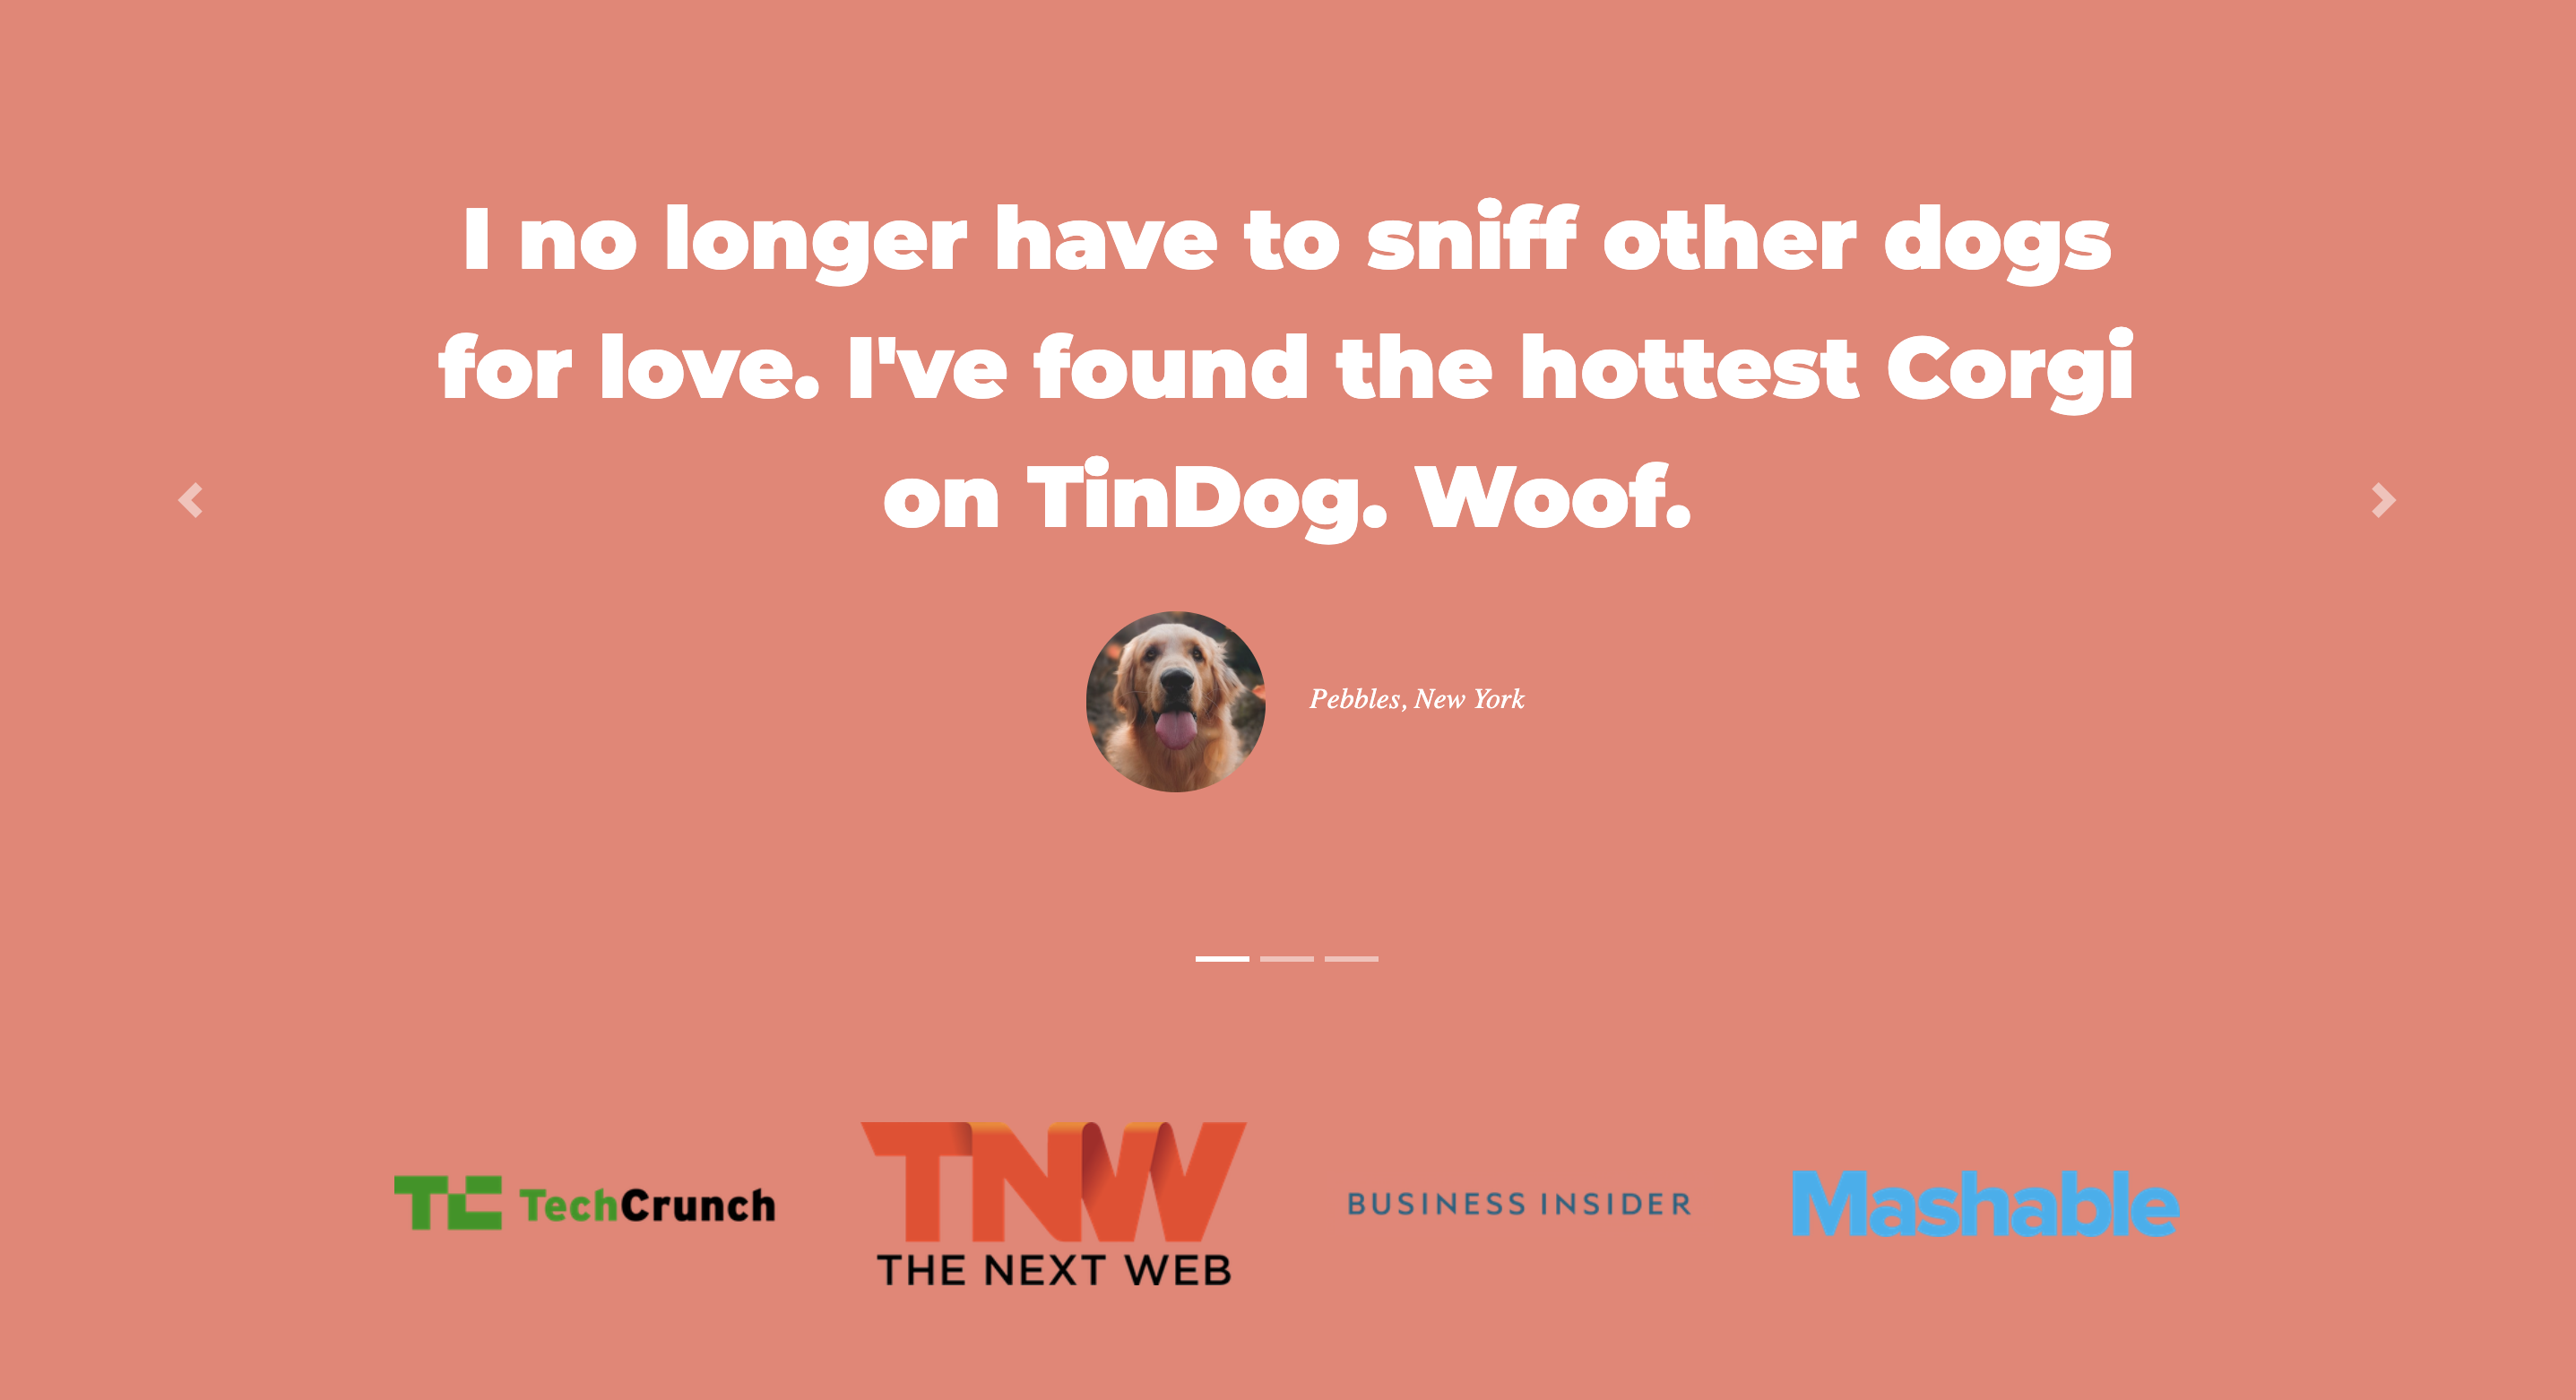 I no longer have to sniff other dogs
for love. I've found the hottest Corgi
on TinDog. Woof.
Pebbles, New York
TC TechCrunch
TNW
THE NEXT WEB
BUSINESS INSIDER
Mashable